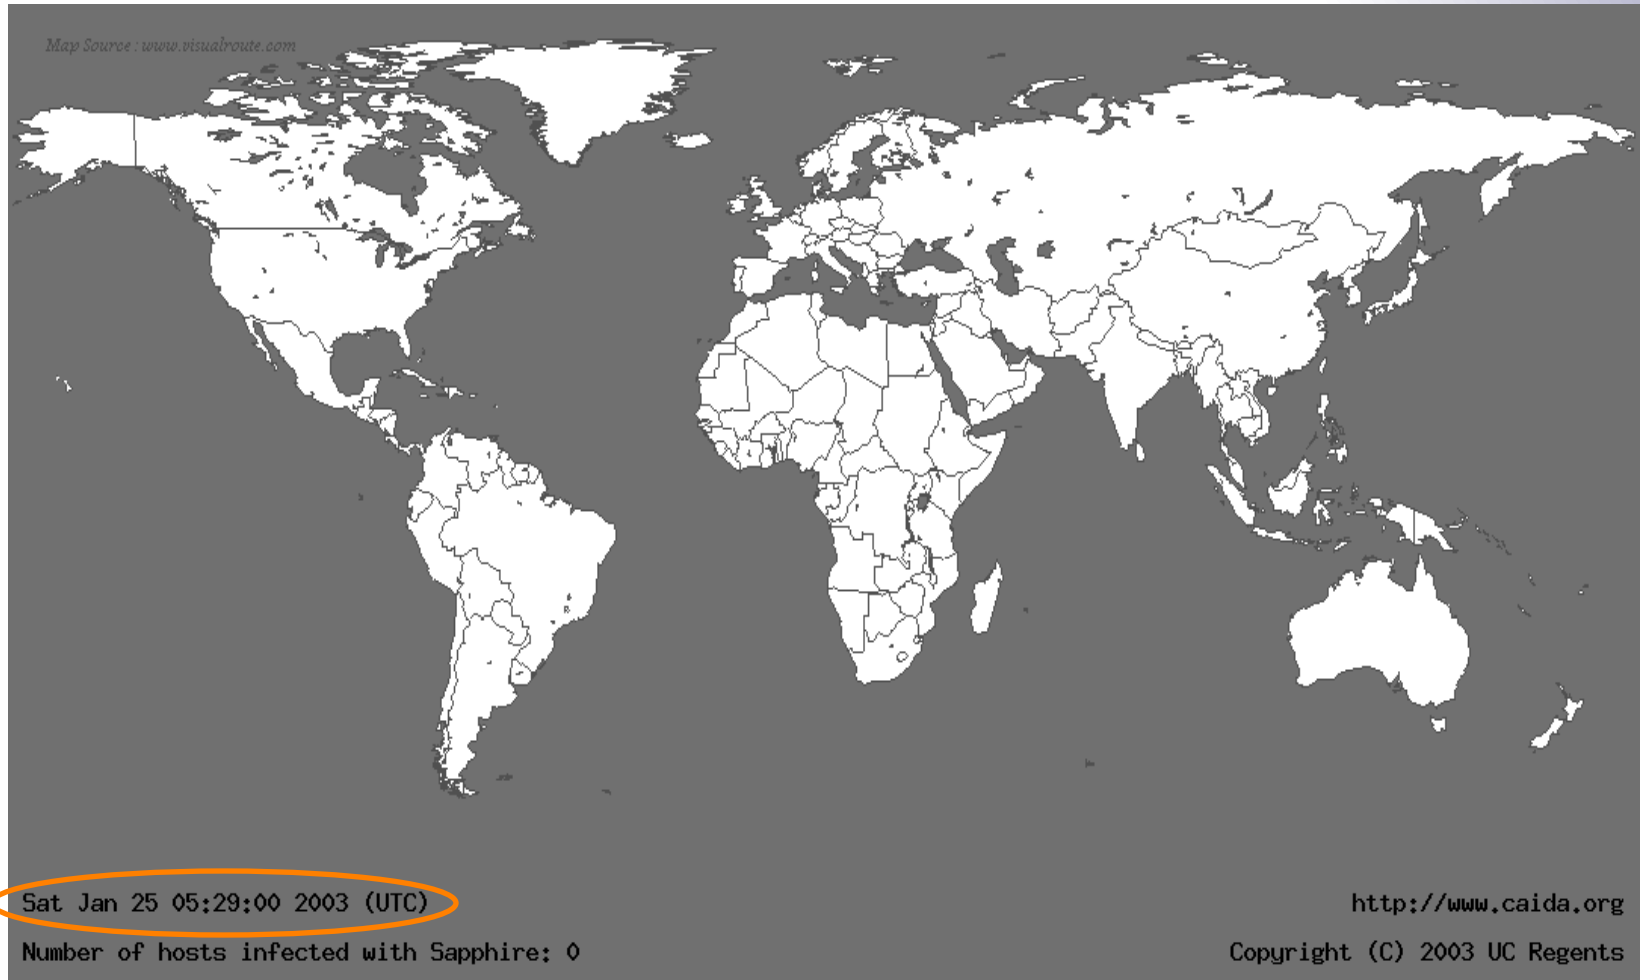 Map Source : www.visualroute.com
Sat Jan 25 05:29:00 2003 (UTC)
http://www.caida.org
Number of hosts infected with Sapphire: 0
Copyright (C) 2003 UC Regents